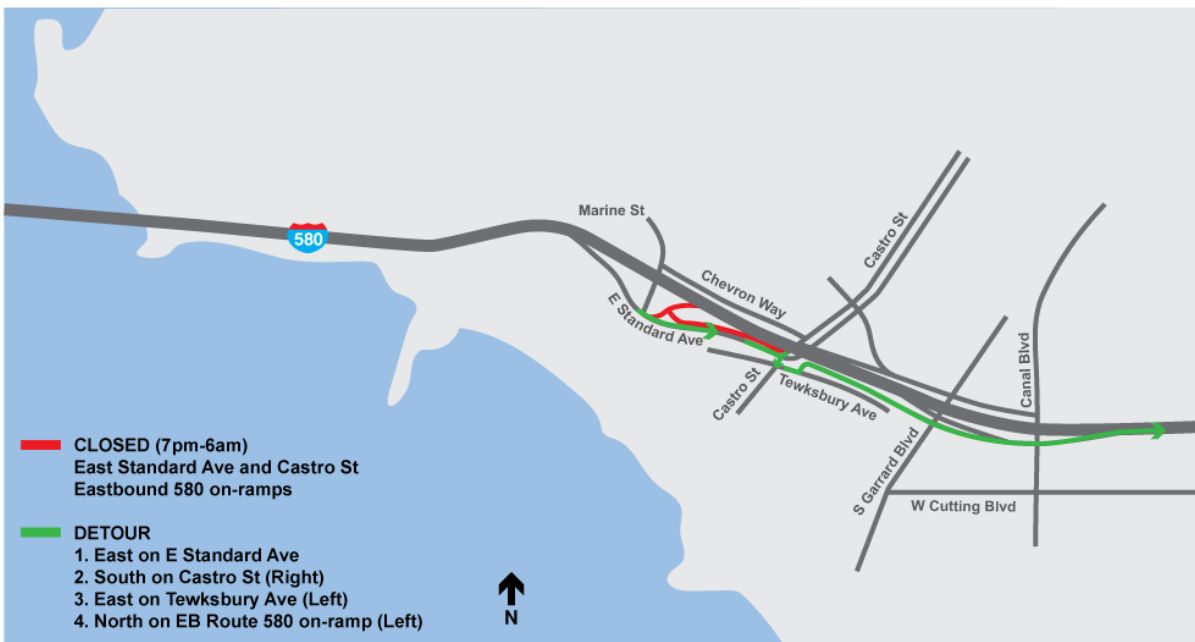 Marine St
580
Chevron Way
Castro St
E Standard Ave
Castro St
Tewksbury Ave
Canal Blvd
S Garrard Blvd
W Cutting Blvd
CLOSED (7pm-6am)
East Standard Ave and Castro St
Eastbound 580 on-ramps
DETOUR
1. East on E Standard Ave
2. South on Castro St (Right)
3. East on Tewksbury Ave (Left)
4. North on EB Route 580 on-ramp (Left)
N